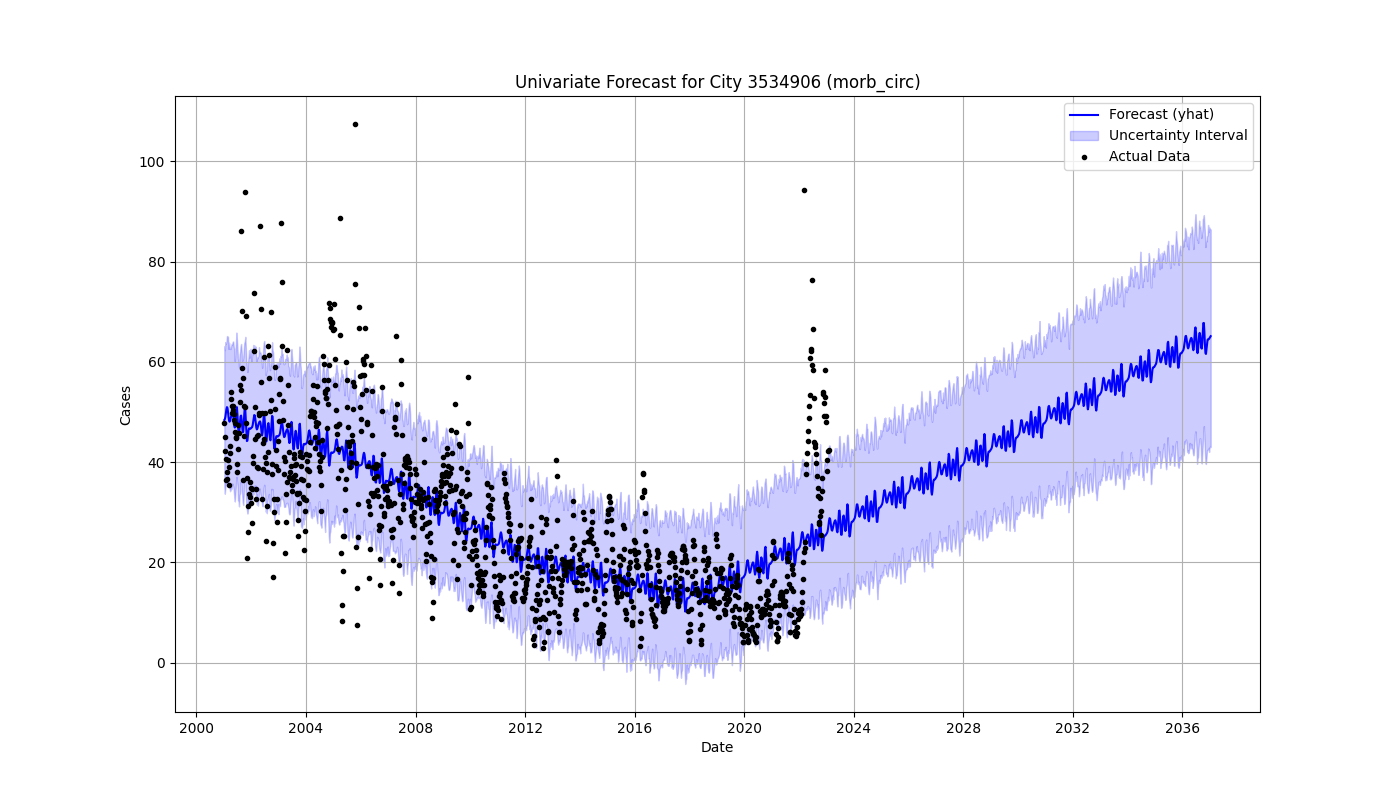 Univariate Forecast for City 3534906 (morb_circ)
Forecast (yhat)
Uncertainty Interval
Actual Data
Cases
100
80
60
40
20
0
2000 2004 2008 2012 2016 2020 2024 2028 2032 2036
Date